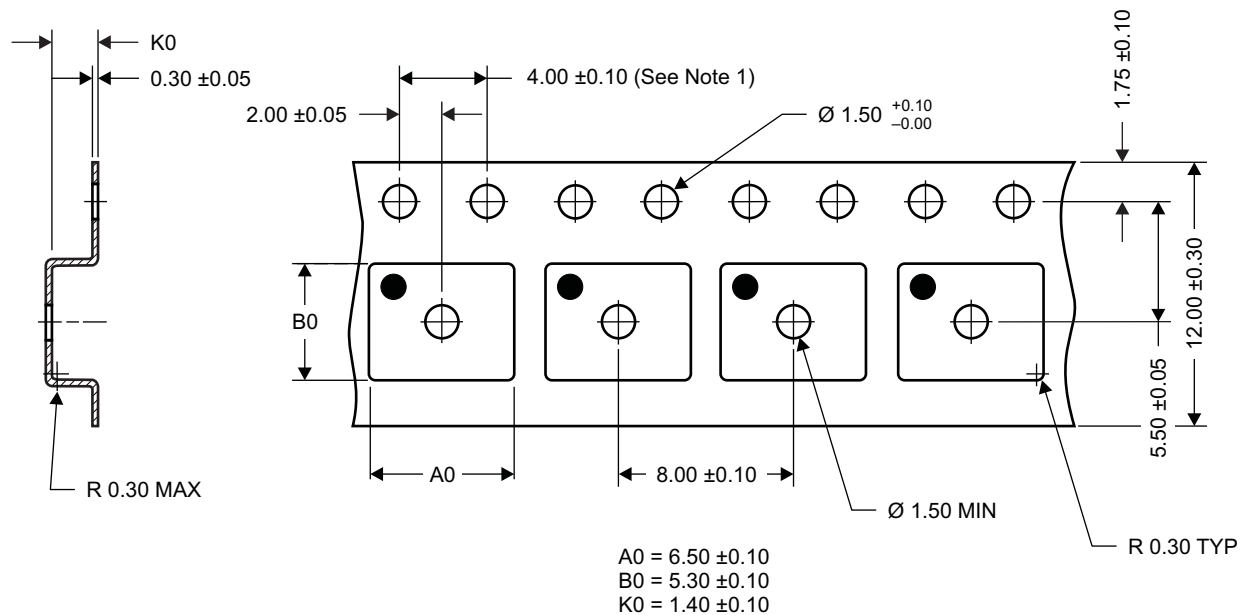 K0
0.30 ±0.05
4.00 ±0.10 (See Note 1)
2.00 ±0.05
Ø 1.50 +0.10 –0.00
1.75 ±0.10
B0
12.00 ±0.30
5.50 ±0.05
A0
8.00 ±0.10
R 0.30 MAX
Ø 1.50 MIN
R 0.30 TYP
A0 = 6.50 ±0.10
B0 = 5.30 ±0.10
K0 = 1.40 ±0.10